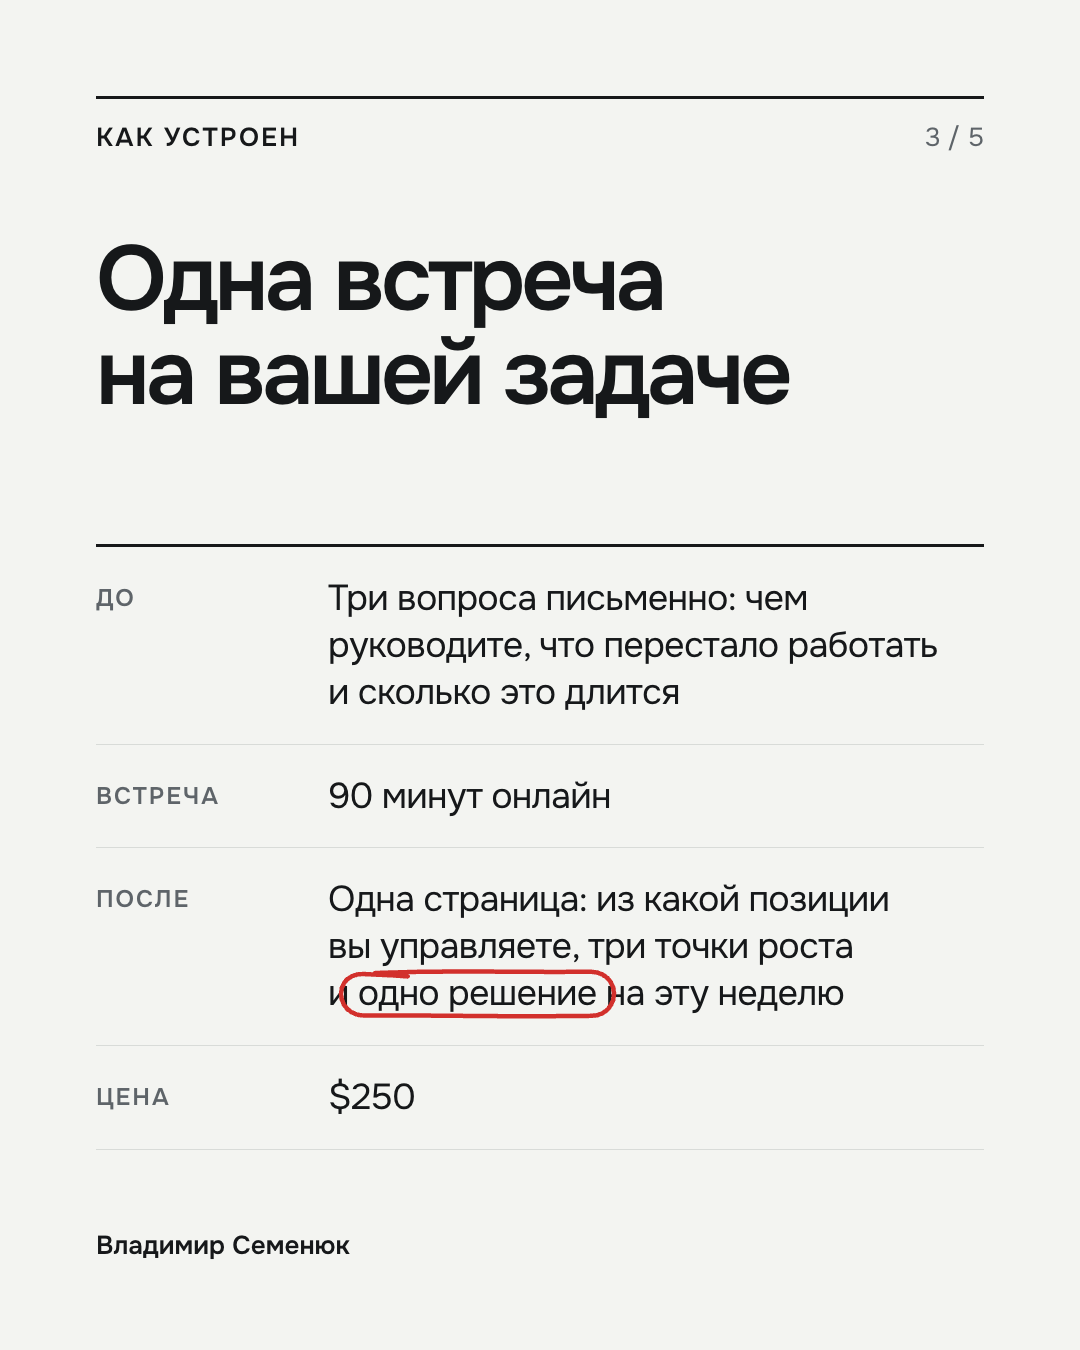 КАК УСТРОЕН
3 / 5
Одна встреча
на вашей задаче
ДО
Три вопроса письменно: чем
руководите, что перестало работать
и сколько это длится
ВСТРЕЧА
90 минут онлайн
ПОСЛЕ
Одна страница: из какой позиции
вы управляете, три точки роста
и одно решение на эту неделю
ЦЕНА
$250
Владимир Семенюк